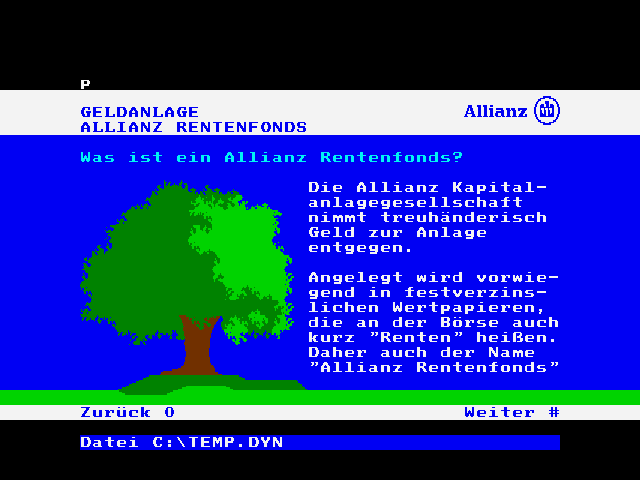 P
GELDANLAGE
Allianz
ALLIANZ RENTENFONDS
Was ist ein Allianz Rentenfonds?
Die Allianz Kapital-
anlagegesellschaft
nimmt treuhänderisch
Geld zur Anlage
entgegen.
Angelegt wird vorwie-
gend in festverzins-
lichen Wertpapieren,
die an der Börse auch
kurz "Renten" heißen.
Daher auch der Name
"Allianz Rentenfonds"
Zurück 0 Weiter #
Datei C:\TEMP.DYN